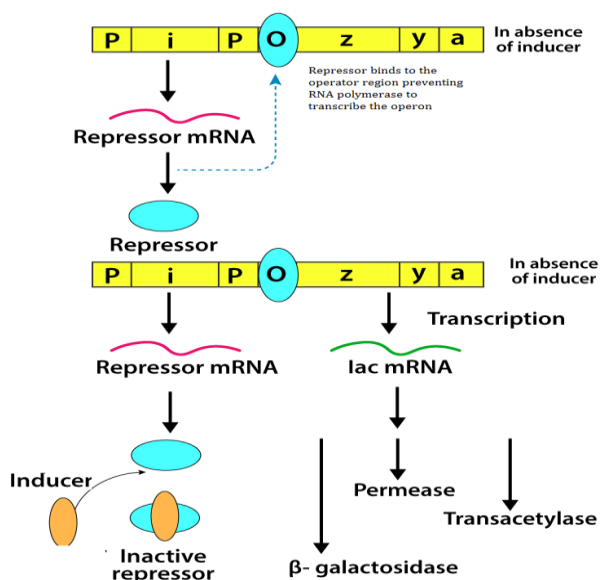 P i P O z y a
In absence
of inducer
Repressor binds to the
operator region preventing
RNA polymerase to
transcribe the operon
Repressor mRNA
Repressor
P i P O z y a
In absence
of inducer
Transcription
Repressor mRNA
lac mRNA
Inducer
Permease
Transacetylase
Inactive
repressor
β- galactosidase